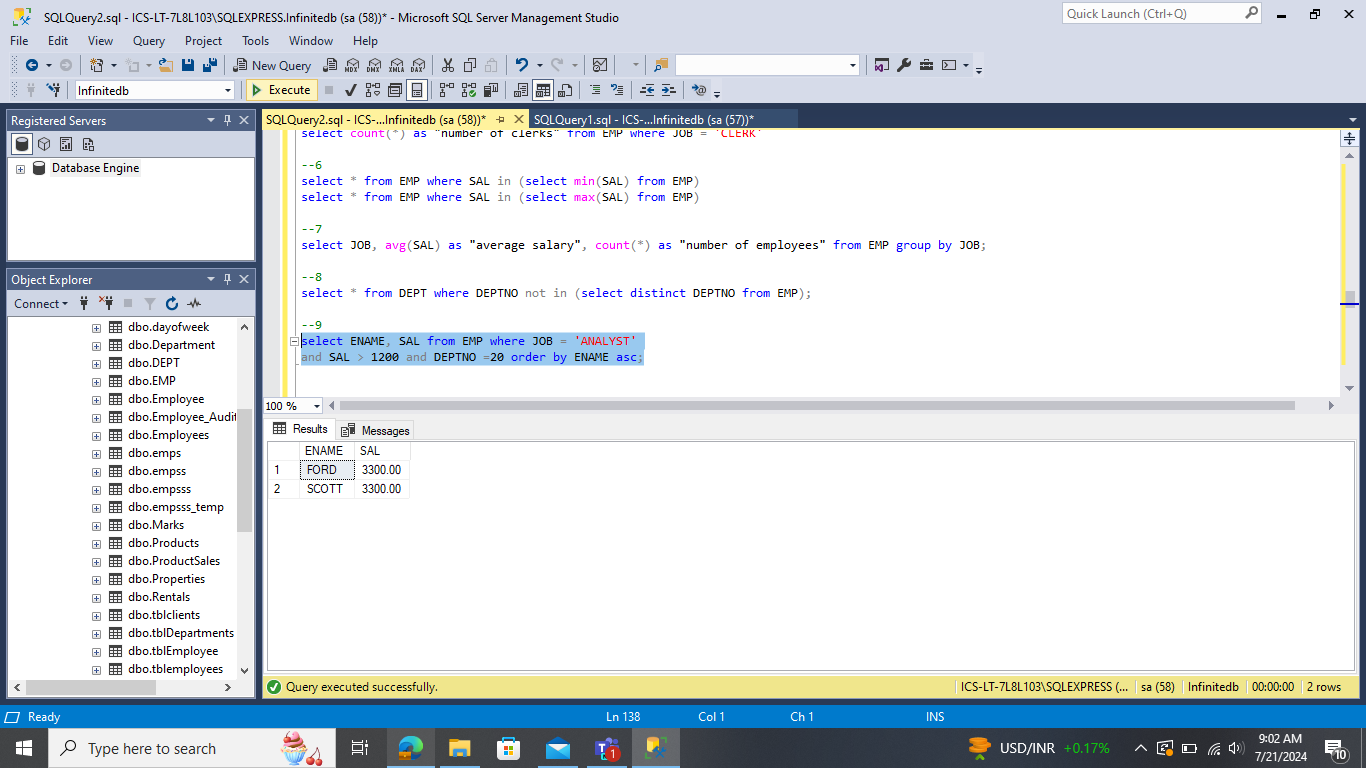 SQLQuery2.sql - ICS-LT-7L8L103\SQLEXPRESS.Infinitedb (sa (58))* - Microsoft SQL Server Management Studio
Quick Launch (Ctrl+Q)
File Edit View Query Project Tools Window Help
New Query
MDX DMX XMLA DAX
Infinitedb
Execute
Registered Servers
Database Engine
SQLQuery2.sql - ICS-...Infinitedb (sa (58))*
SQLQuery1.sql - ICS-...Infinitedb (sa (57))*
select count(*) as "number of clerks" from EMP where JOB = 'CLERK'
--6
select * from EMP where SAL in (select min(SAL) from EMP)
select * from EMP where SAL in (select max(SAL) from EMP)
--7
select JOB, avg(SAL) as "average salary", count(*) as "number of employees" from EMP group by JOB;
--8
select * from DEPT where DEPTNO not in (select distinct DEPTNO from EMP);
--9
select ENAME, SAL from EMP where JOB = 'ANALYST'
and SAL > 1200 and DEPTNO =20 order by ENAME asc;
100 %
Object Explorer
Connect
dbo.dayofweek
dbo.Department
dbo.DEPT
dbo.EMP
dbo.Employee
dbo.Employee_Audit
dbo.Employees
dbo.emps
dbo.empss
dbo.empsss
dbo.empsss_temp
dbo.Marks
dbo.Products
dbo.ProductSales
dbo.Properties
dbo.Rentals
dbo.tblclients
dbo.tblDepartments
dbo.tblEmployee
dbo.tblemployees
Results Messages
ENAME SAL
1 FORD 3300.00
2 SCOTT 3300.00
Query executed successfully.
ICS-LT-7L8L103\SQLEXPRESS (... sa (58) Infinitedb 00:00:00 2 rows
Ready Ln 138 Col 1 Ch 1 INS
Type here to search
1
USD/INR +0.17%
9:02 AM
7/21/2024
10